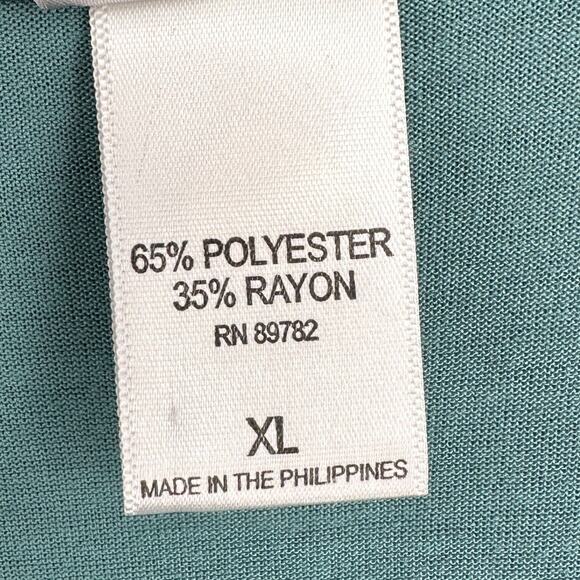 65% POLYESTER
35% RAYON
RN 89782
XL
MADE IN THE PHILIPPINES